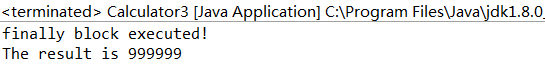 <terminated> Calculator3 [Java Application] C:\Program Files\Java\jdk1.8.0_
finally block executed!
The result is 999999